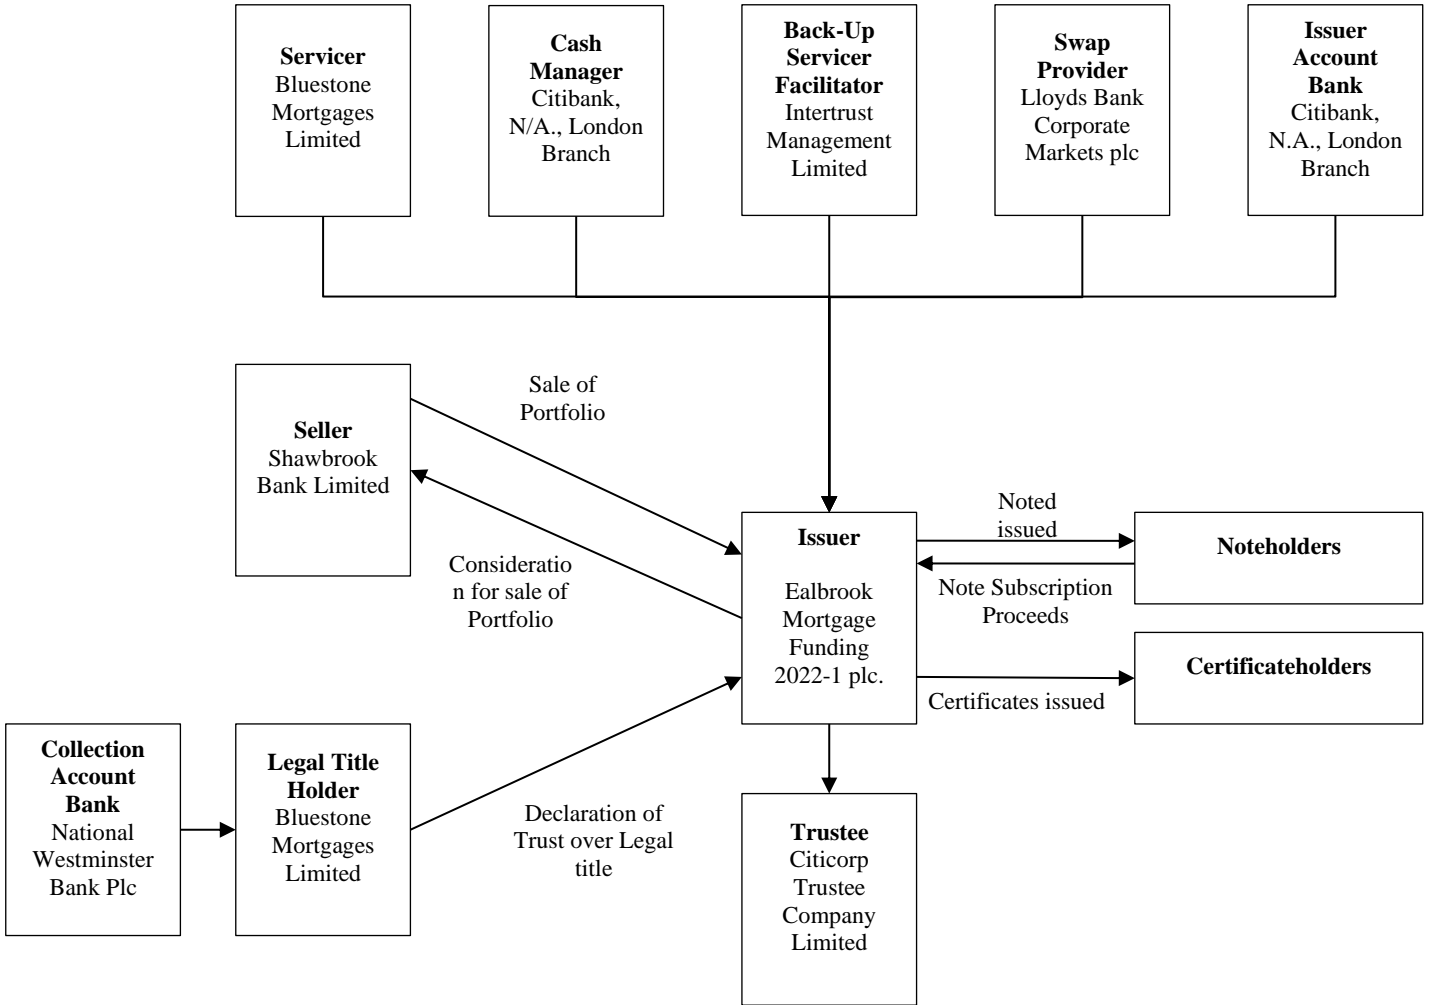 Servicer
Bluestone
Mortgages
Limited
Cash
Manager
Citibank,
N/A., London
Branch
Back-Up
Servicer
Facilitator
Intertrust
Management
Limited
Swap
Provider
Lloyds Bank
Corporate
Markets plc
Issuer
Account
Bank
Citibank,
N.A., London
Branch
Seller
Shawbrook
Bank Limited
Sale of
Portfolio
Consideratio
n for sale of
Portfolio
Issuer
Ealbrook
Mortgage
Funding
2022-1 plc.
Noted
issued
Note Subscription
Proceeds
Noteholders
Certificates issued
Certificateholders
Collection
Account
Bank
National
Westminster
Bank Plc
Legal Title
Holder
Bluestone
Mortgages
Limited
Declaration of
Trust over Legal
title
Trustee
Citicorp
Trustee
Company
Limited